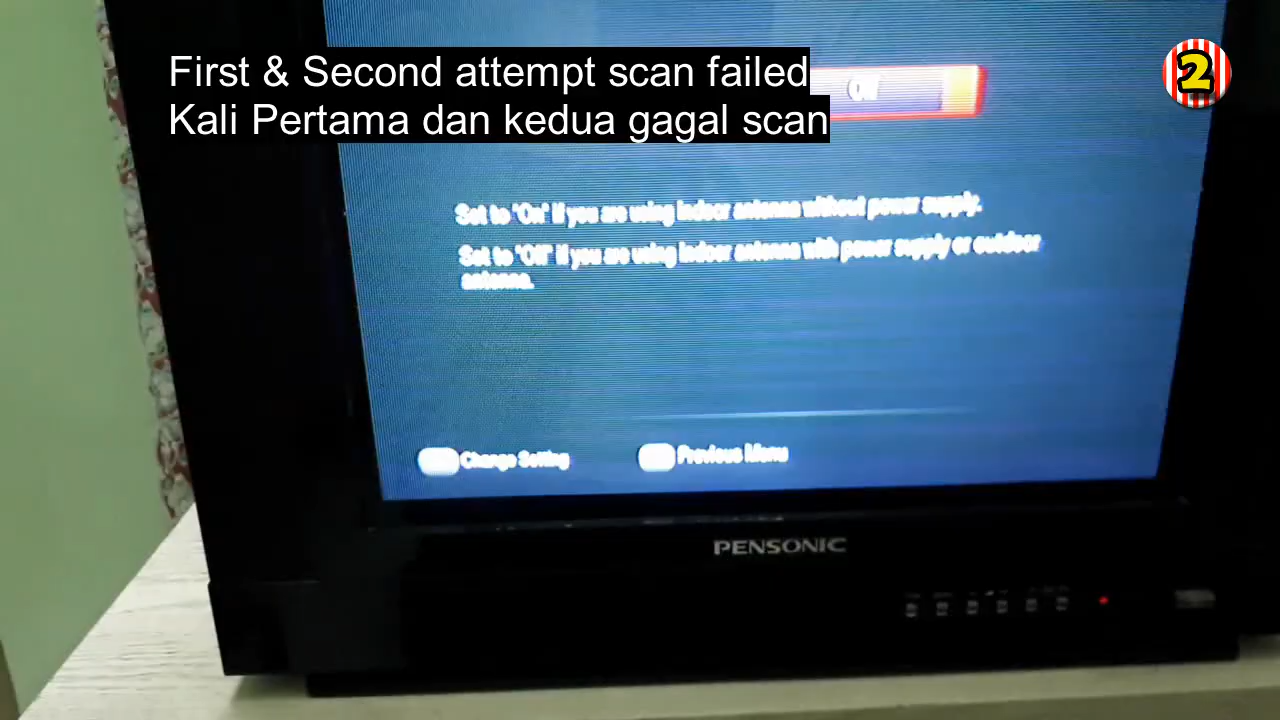 First & Second attempt scan failed
Kali Pertama dan kedua gagal scan
2
Set to "On" if you are using indoor antenna without power supply.
Set to "Off" if you are using indoor antenna with power supply or outdoor
antenna.
Change Setting
Previous Menu
PENSONIC